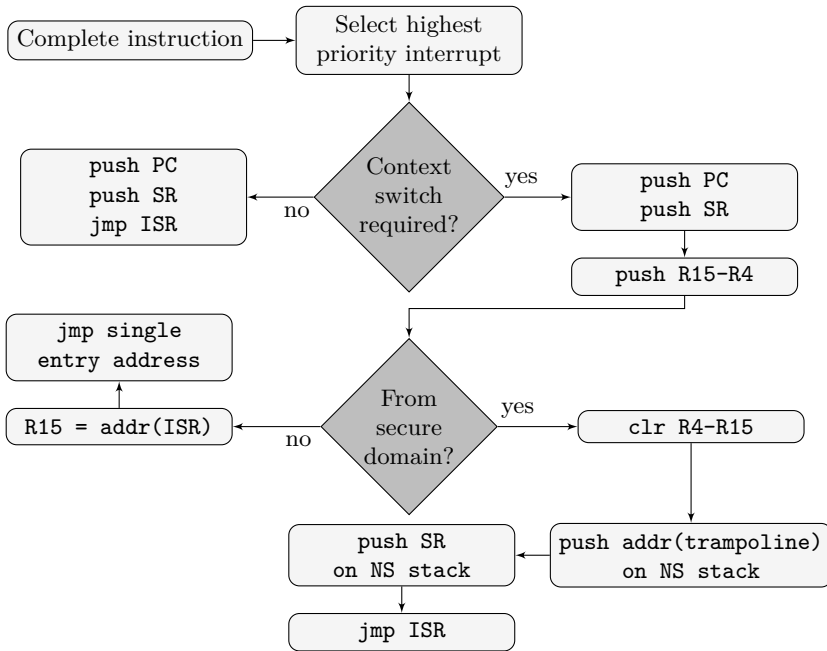 Complete instruction
Select highest
priority interrupt
Context
switch
required?
no
yes
push PC
push SR
jmp ISR
push PC
push SR
push R15-R4
From
secure
domain?
no
yes
R15 = addr(ISR)
jmp single
entry address
clr R4-R15
push addr(trampoline)
on NS stack
push SR
on NS stack
jmp ISR